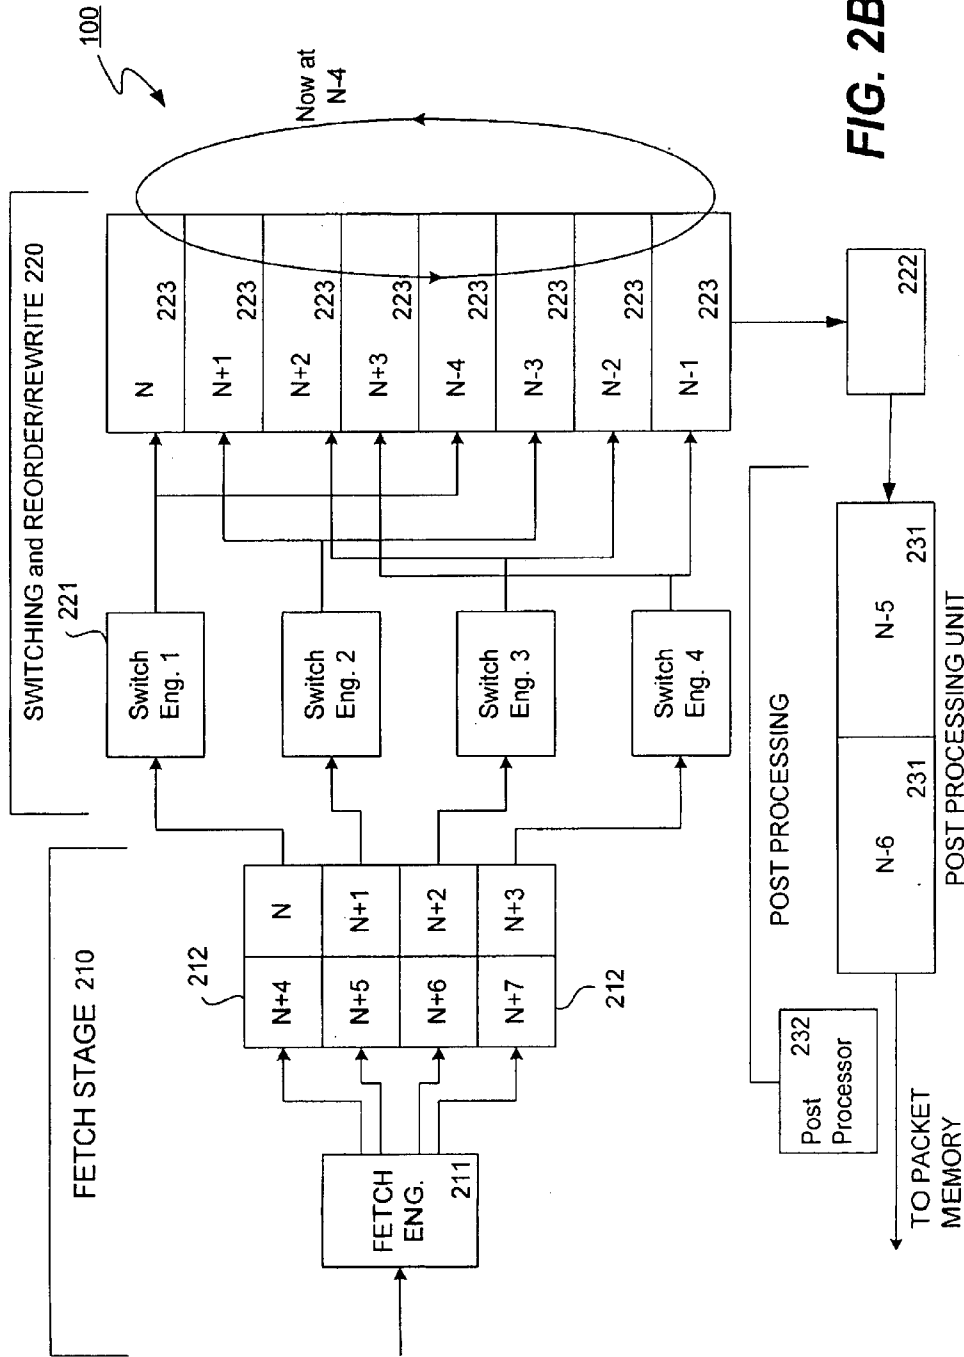 100
SWITCHING and REORDER/REWRITE 220
Now at
N-4
FETCH STAGE 210
221
212
FETCH
ENG.
211
N+4
N
N+5
N+1
N+6
N+2
N+7
N+3
212
Switch
Eng. 1
Switch
Eng. 2
Switch
Eng. 3
Switch
Eng. 4
N
223
N+1
223
N+2
223
N+3
223
N-4
223
N-3
223
N-2
223
N-1
223
222
POST PROCESSING
232
Post
Processor
N-6
231
N-5
231
POST PROCESSING UNIT
TO PACKET
MEMORY
FIG. 2B